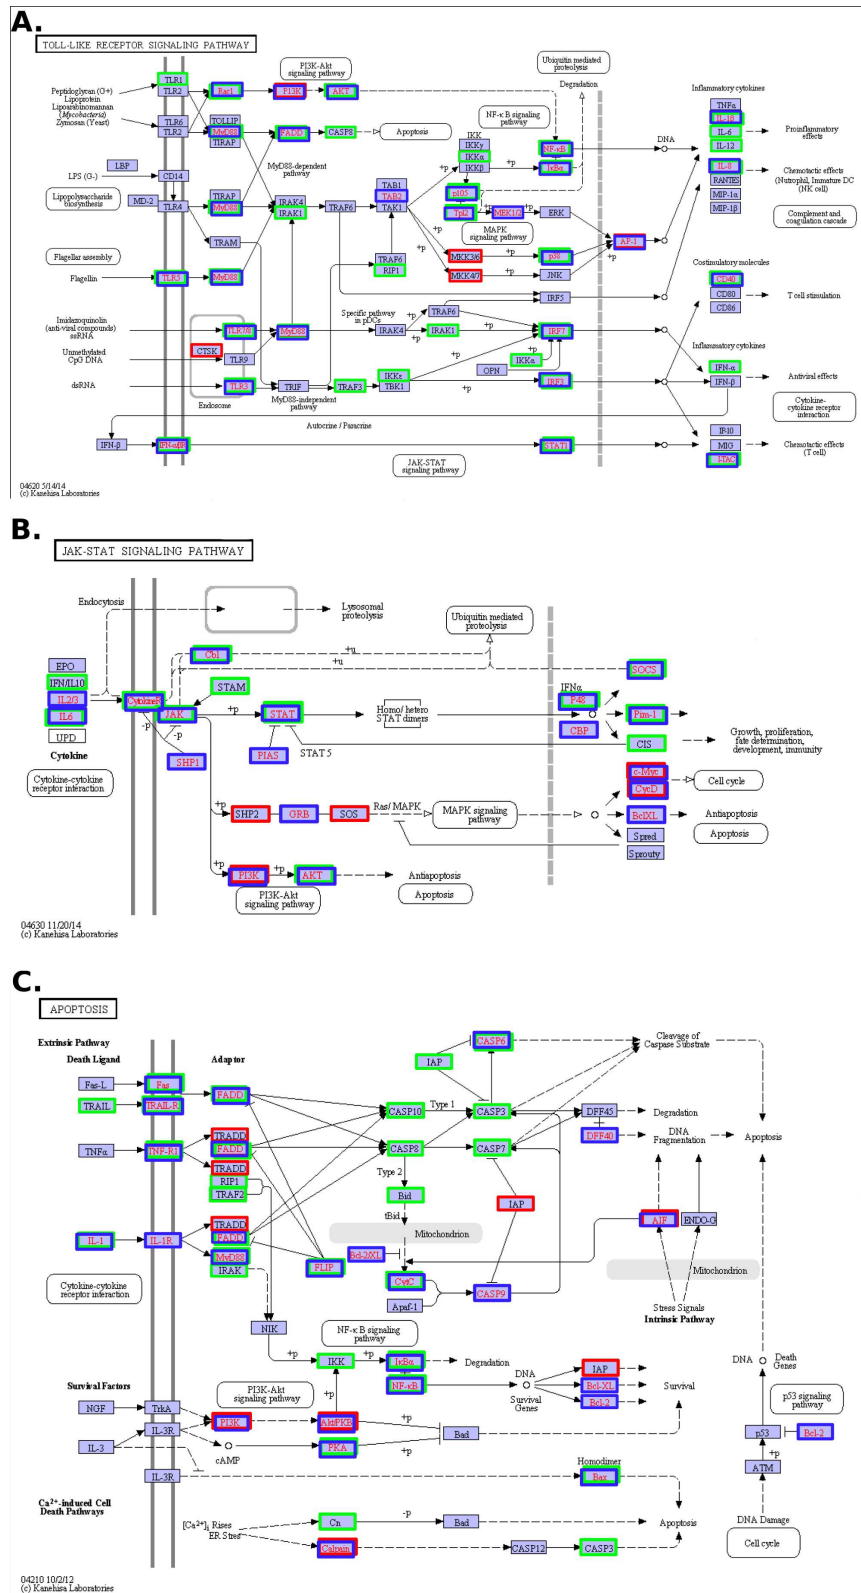 A.
TOLL-LIKE RECEPTOR SIGNALING PATHWAY
PI3K-Akt
signaling pathway
Ubiquitin mediated
proteolysis
Degradation
Inflammatory cytokines
Peptidoglycan (G+)
Lipoprotein
Lipoarabinomannan
(Mycobacteria)
Zymosan (Yeast)
TLR1
TLR2
Rac1
PI3K
AKT
TLR6
TLR2
TOLLIP
MyD88
TIRAP
FADD
CASP8
Apoptosis
NF-κB signaling
pathway
IKK
IKKγ
IKKα
IKKβ
NF-κB
IκBα
DNA
TNFα
IL-1β
IL-6
IL-12
Proinflammatory
effects
LBP
LPS (G-)
CD14
MD-2
TLR4
Lipopolysaccharide
biosynthesis
TIRAP
MyD88
TRAM
MyD88-dependent
pathway
IRAK4
IRAK1
TRAF6
TAB1
TAB2
TAK1
p105
Tpl2
MEK1/2
ERK
MAPK
signaling pathway
IL-8
RANTES
MIP-1α
MIP-1β
Chemotactic effects
(Nutrophil, Immature DC)
(NK cell)
Complement and
coagulation cascade
Flagellar assembly
Flagellin
TLR5
MyD88
TRAF6
RIP1
MKK3/6
MKK4/7
p38
JNK
AP-1
IRF5
Costimulatory molecules
CD40
CD80
CD86
T cell stimulation
Imidazoquinolin
(anti-viral compounds)
ssRNA
Unmethylated
CpG DNA
dsRNA
TLR7/8
CTSK
TLR9
TLR3
Endosome
MyD88
Specific pathway
in pDCs
IRAK4
TRAF6
IRAK1
IRF7
IKKα
OPN
TRIF
TRAF3
IKKε
TBK1
IRF3
MyD88-independent
pathway
Inflammatory cytokines
IFN-α
IFN-β
Antiviral effects
Cytokine-
cytokine receptor
interaction
Autocrine / Paracrine
IFN-β
IFN-α/βR
STAT1
JAK-STAT
signaling pathway
IP-10
MIG
I-TAC
Chemotactic effects
(T cell)
+p
04620 5/14/14
(c) Kanehisa Laboratories
B.
JAK-STAT SIGNALING PATHWAY
Endocytosis
Lysosomal
proteolysis
Ubiquitin mediated
proteolysis
Cbl
+u
+u
EPO
IFN/IL10
IL2/3
IL6
UPD
Cytokine
Cytokine-cytokine
receptor interaction
CytokineR
JAK
-p
-p
STAM
SHP1
+p
STAT
PIAS
STAT 5
Homo/ hetero
STAT dimers
IFNα
P48
CBP
SOCS
Pim-1
CIS
Growth, proliferation,
fate determination,
development, immunity
c-Myc
CycD
Cell cycle
+p
SHP2
GRB
SOS
Ras/ MAPK
MAPK signaling
pathway
BclXL
Antiapoptosis
Spred
Sprouty
Apoptosis
+p
PI3K
+p
AKT
Antiapoptosis
PI3K-Akt
signaling pathway
Apoptosis
04630 11/20/14
(c) Kanehisa Laboratories
C.
APOPTOSIS
Extrinsic Pathway
Death Ligand
Adaptor
Fas-L
Fas
TRAIL
TRAIL-R
FADD
CASP10
Type 1
IAP
CASP6
CASP3
Cleavage of
Caspase Substrate
DFF45
Degradation
TNFα
TNF-R1
TRADD
FADD
TRADD
RIP1
TRAF2
CASP8
Type 2
CASP7
DFF40
DNA
Fragmentation
Apoptosis
Bid
tBid
IAP
Mitochondrion
AIF
ENDO-G
IL-1
IL-1R
TRADD
FADD
MyD88
IRAK
FLIP
Bcl-2/XL
CytC
Apaf-1
CASP9
Mitochondrion
Stress Signals
Intrinsic Pathway
Cytokine-cytokine
receptor interaction
NIK
NF-κB signaling
pathway
+p
IKK
+p
IκBα
Degradation
NF-κB
DNA
Survival
Genes
IAP
Bcl-XL
Bcl-2
Survival
DNA
Death
Genes
p53 signaling
pathway
Survival Factors
PI3K-Akt
signaling pathway
NGF
TrkA
PI3K
Akt/PKB
+p
+p
Bad
IL-3
IL-3R
cAMP
PKA
+p
p53
Bcl-2
+p
ATM
IL-3R
Homodimer
Bax
Ca²⁺-induced Cell
Death Pathways
[Ca²⁺]i Rises
ER Stres
Cn
-p
Bad
Apoptosis
DNA Damage
Calpain
CASP12
CASP3
Cell cycle
04210 10/2/12
(c) Kanehisa Laboratories